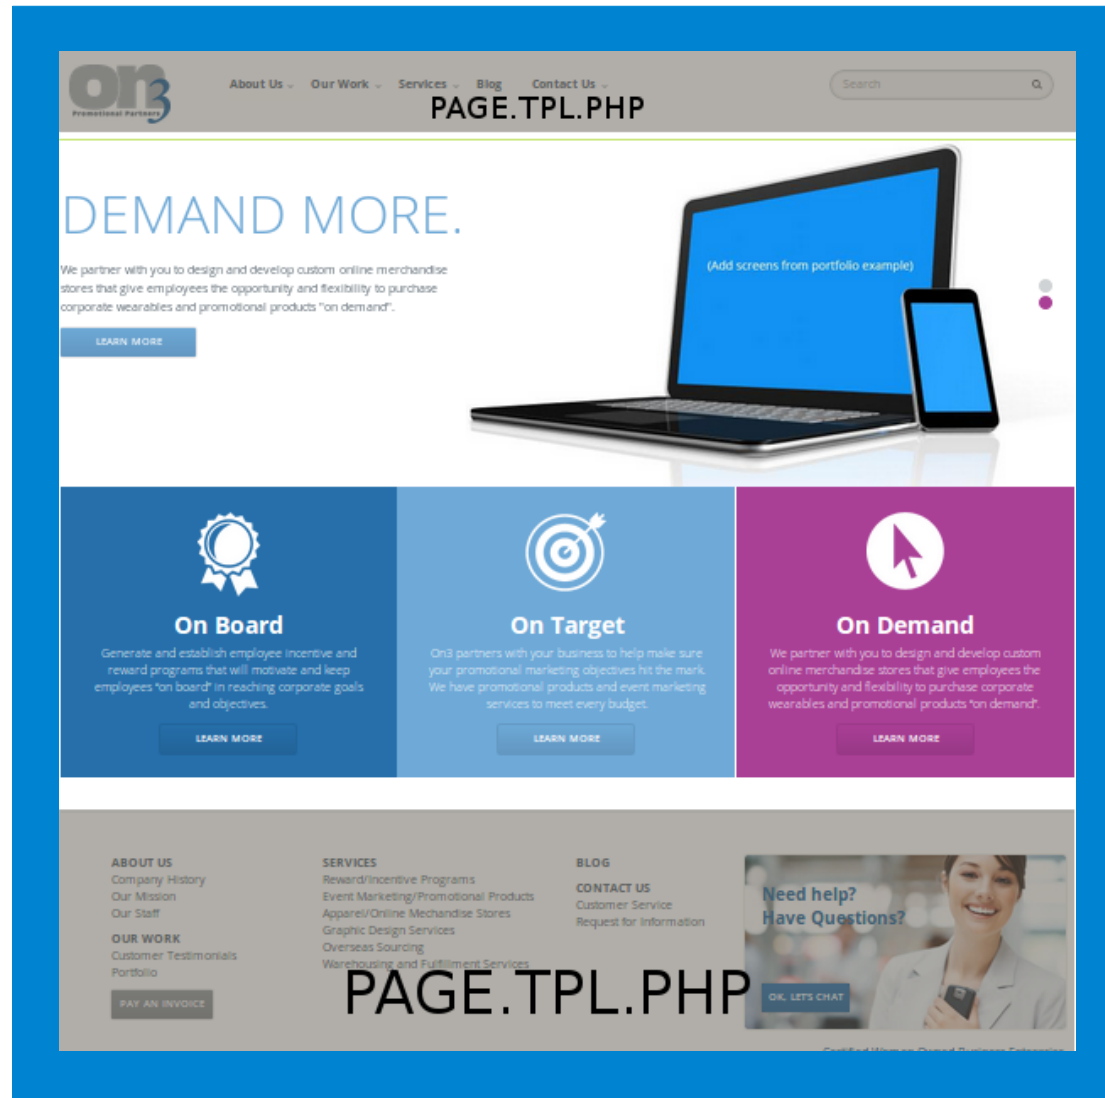 on3
Promotional Partners
About Us
Our Work
Services
Blog
Contact Us
Search
PAGE.TPL.PHP
DEMAND MORE.
We partner with you to design and develop custom online merchandise
stores that give employees the opportunity and flexibility to purchase
corporate wearables and promotional products "on demand".
LEARN MORE
(Add screens from portfolio example)
On Board
Generate and establish employee incentive and
reward programs that will motivate and keep
employees "on board" in reaching corporate goals
and objectives.
LEARN MORE
On Target
On3 partners with your business to help make sure
your promotional marketing objectives hit the mark.
We have promotional products and event marketing
services to meet every budget.
LEARN MORE
On Demand
We partner with you to design and develop custom
online merchandise stores that give employees the
opportunity and flexibility to purchase corporate
wearables and promotional products "on demand".
LEARN MORE
ABOUT US
Company History
Our Mission
Our Staff
OUR WORK
Customer Testimonials
Portfolio
PAY AN INVOICE
SERVICES
Reward/Incentive Programs
Event Marketing/Promotional Products
Apparel/Online Mechandise Stores
Graphic Design Services
Overseas Sourcing
Warehousing and Fulfillment Services
BLOG
CONTACT US
Customer Service
Request for Information
Need help?
Have Questions?
OK, LET'S CHAT
PAGE.TPL.PHP
Certified Woman Owned Business Enterprise